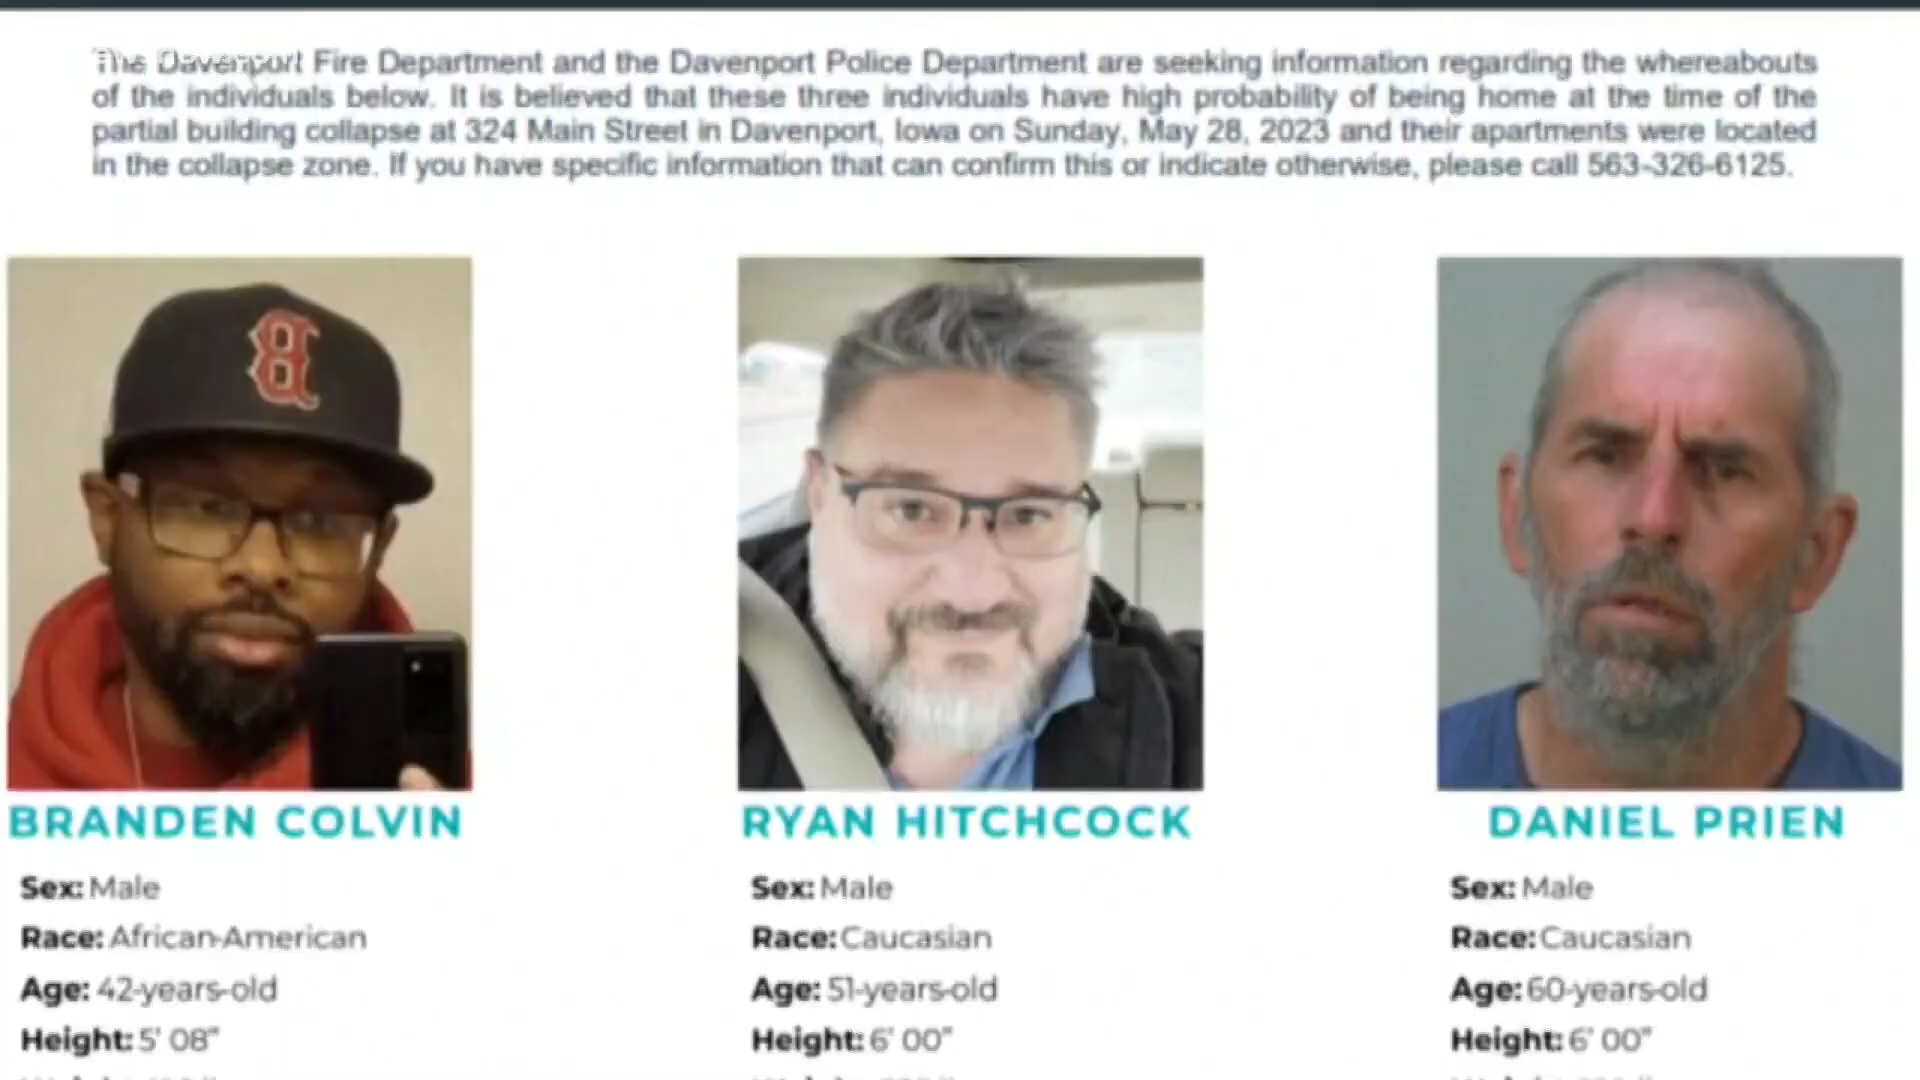 The Davenport Fire Department and the Davenport Police Department are seeking information regarding the whereabouts
of the individuals below. It is believed that these three individuals have high probability of being home at the time of the
partial building collapse at 324 Main Street in Davenport, Iowa on Sunday, May 28, 2023 and their apartments were located
in the collapse zone. If you have specific information that can confirm this or indicate otherwise, please call 563-326-6125.
B
BRANDEN COLVIN
Sex: Male
Race: African-American
Age: 42-years-old
Height: 5' 08"
RYAN HITCHCOCK
Sex: Male
Race: Caucasian
Age: 51-years-old
Height: 6' 00"
DANIEL PRIEN
Sex: Male
Race: Caucasian
Age: 60-years-old
Height: 6' 00"